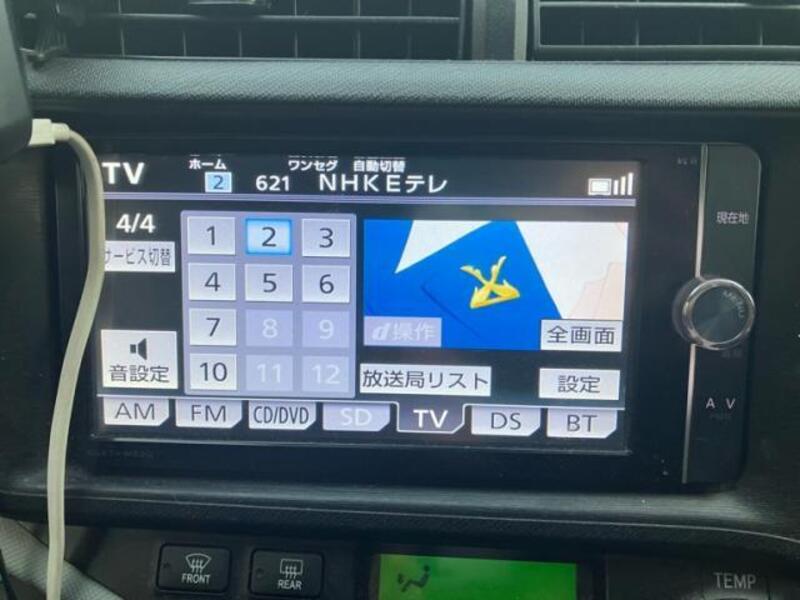 TV ホーム 2 621 ワンセグ 自動切替 NHKEテレ
4/4
サービス切替
1 2 3
4 5 6
7 8 9
10 11 12
音設定
d操作
全画面
放送局リスト
設定
AM FM CD/DVD SD TV DS BT
現在地
MENU
AV
FRONT
REAR
TEMP